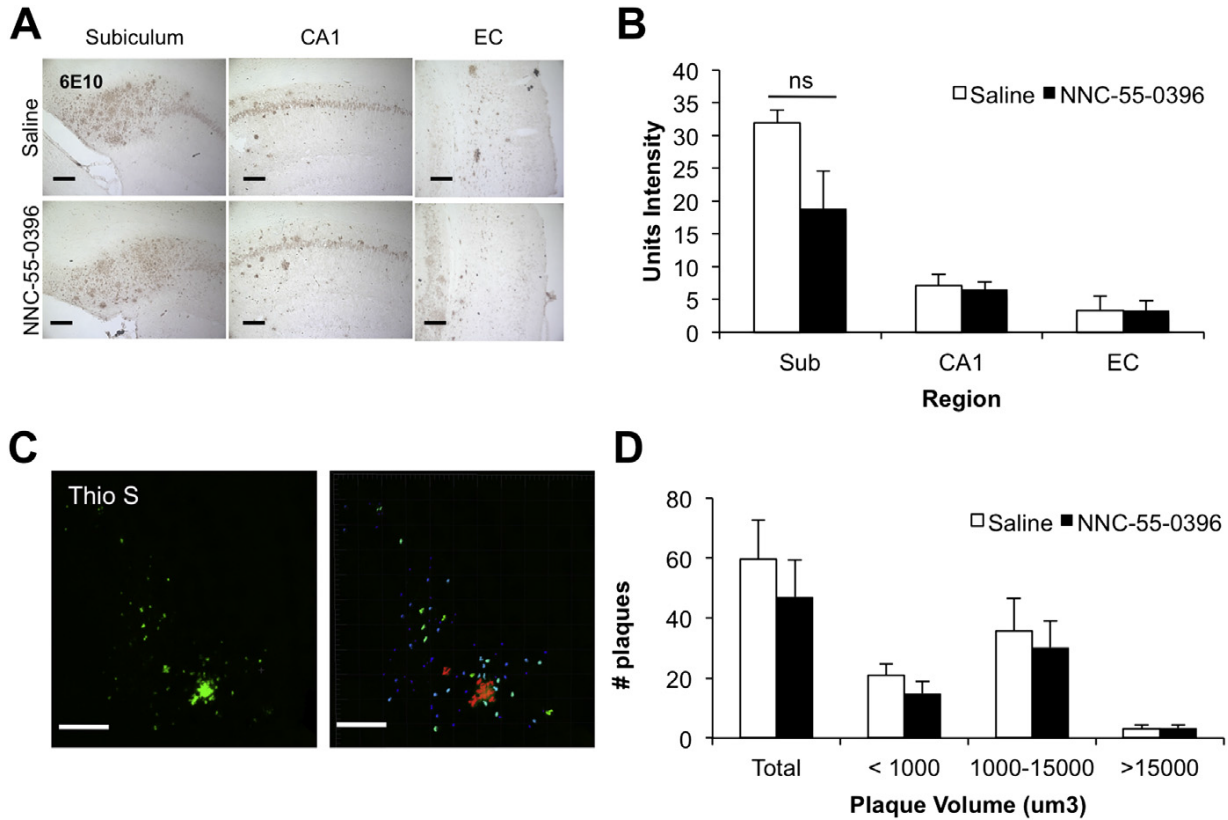 A
Subiculum CA1 EC
6E10
Saline
NNC-55-0396
B
Units Intensity
40
35
30
25
20
15
10
5
0
ns
Saline NNC-55-0396
Sub CA1 EC
Region
C
Thio S
D
# plaques
80
60
40
20
0
Saline NNC-55-0396
Total < 1000 1000-15000 >15000
Plaque Volume (um3)